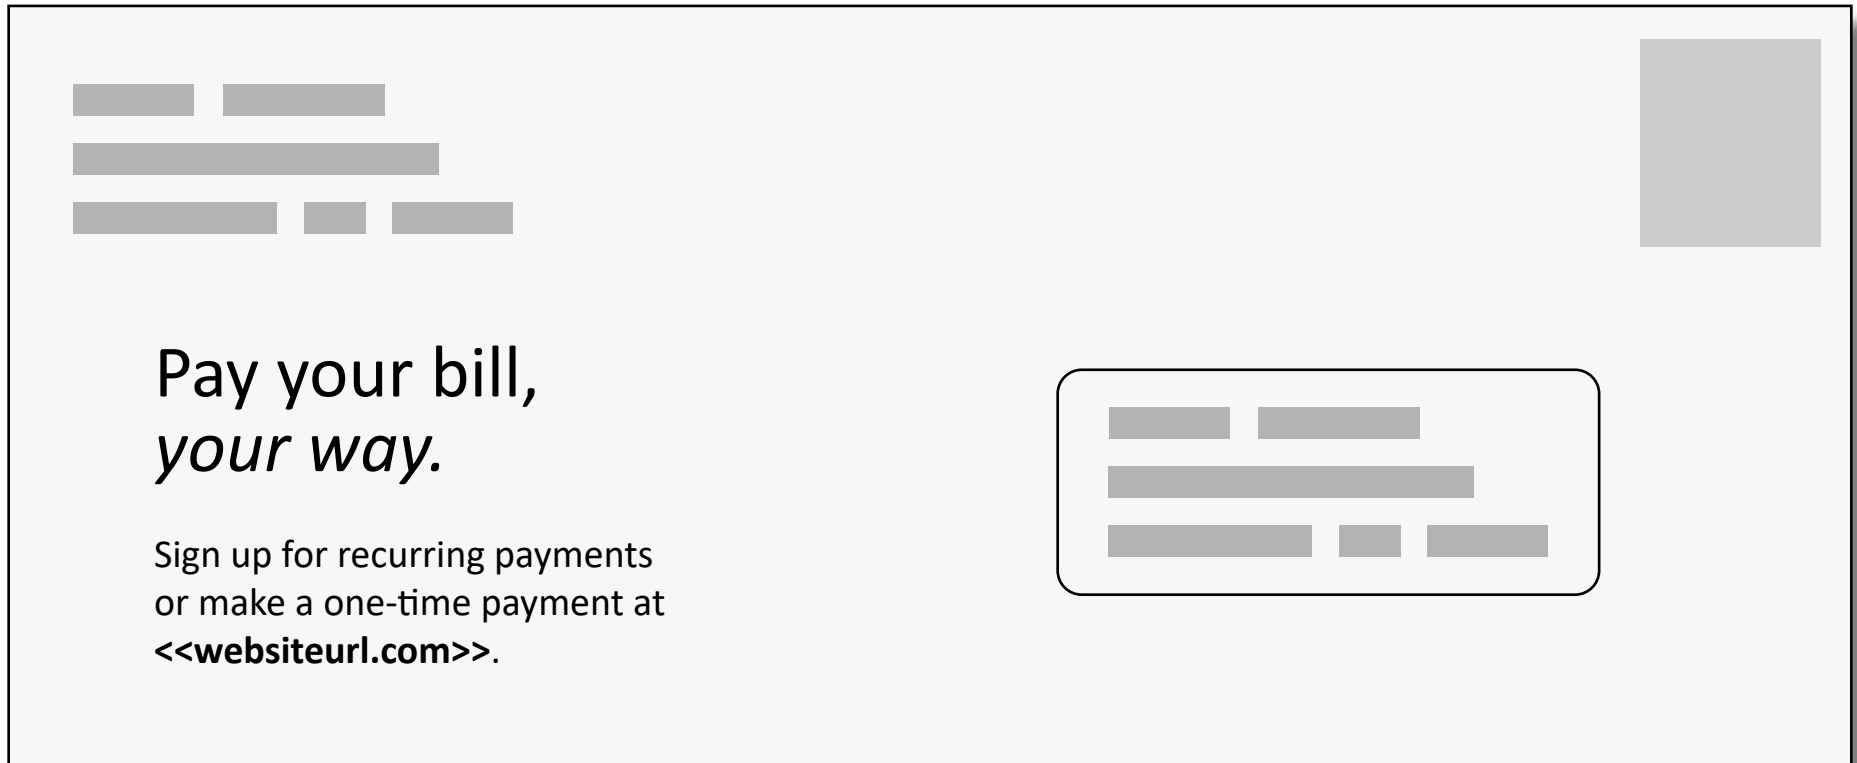 Pay your bill,
your way.
Sign up for recurring payments
or make a one-time payment at
<<websiteurl.com>>.